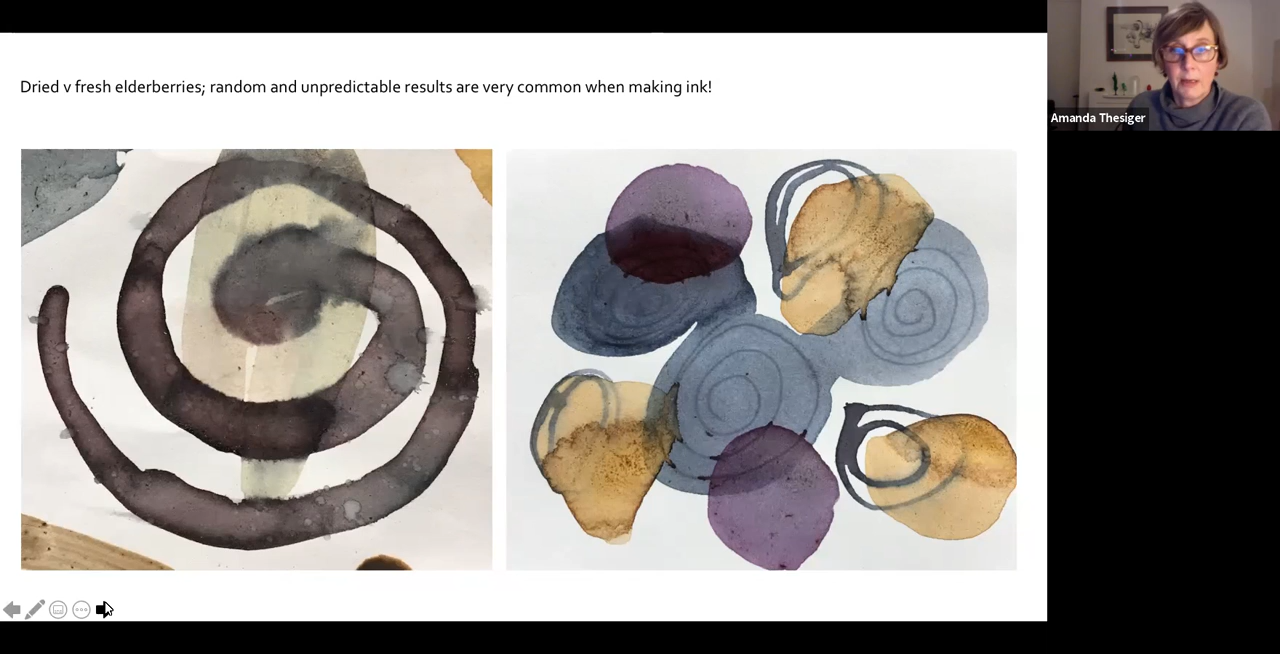 Dried v fresh elderberries; random and unpredictable results are very common when making ink!
Amanda Thesiger